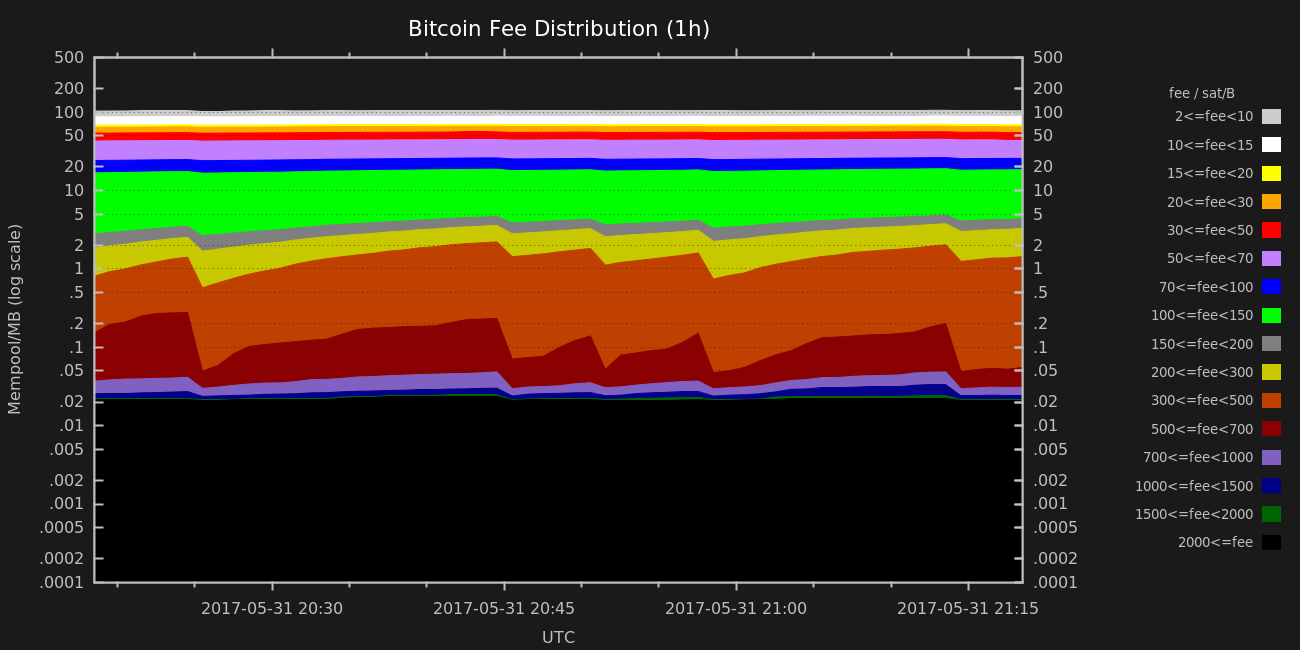 Bitcoin Fee Distribution (1h)
500 500
200 200
100 100
50 50
20 20
10 10
5 5
2 2
1 1
.5 .5
.2 .2
.1 .1
.05 .05
.02 .02
.01 .01
.005 .005
.002 .002
.001 .001
.0005 .0005
.0002 .0002
.0001 .0001
Mempool/MB (log scale)
2017-05-31 20:30 2017-05-31 20:45 2017-05-31 21:00 2017-05-31 21:15
UTC
fee / sat/B
2<=fee<10
10<=fee<15
15<=fee<20
20<=fee<30
30<=fee<50
50<=fee<70
70<=fee<100
100<=fee<150
150<=fee<200
200<=fee<300
300<=fee<500
500<=fee<700
700<=fee<1000
1000<=fee<1500
1500<=fee<2000
2000<=fee